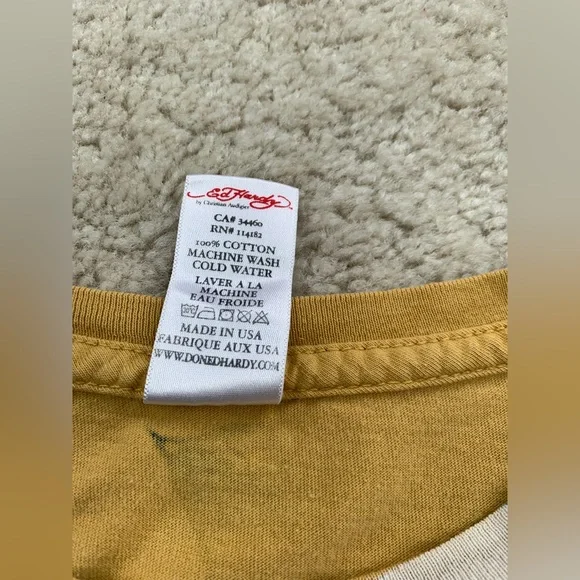 Ed Hardy
by Christian Audigier
CA# 34460
RN# 114182
100% COTTON
MACHINE WASH
COLD WATER
LAVER A LA
MACHINE
EAU FROIDE
30°C
MADE IN USA
FABRIQUE AUX USA
WWW.DONEDHARDY.COM